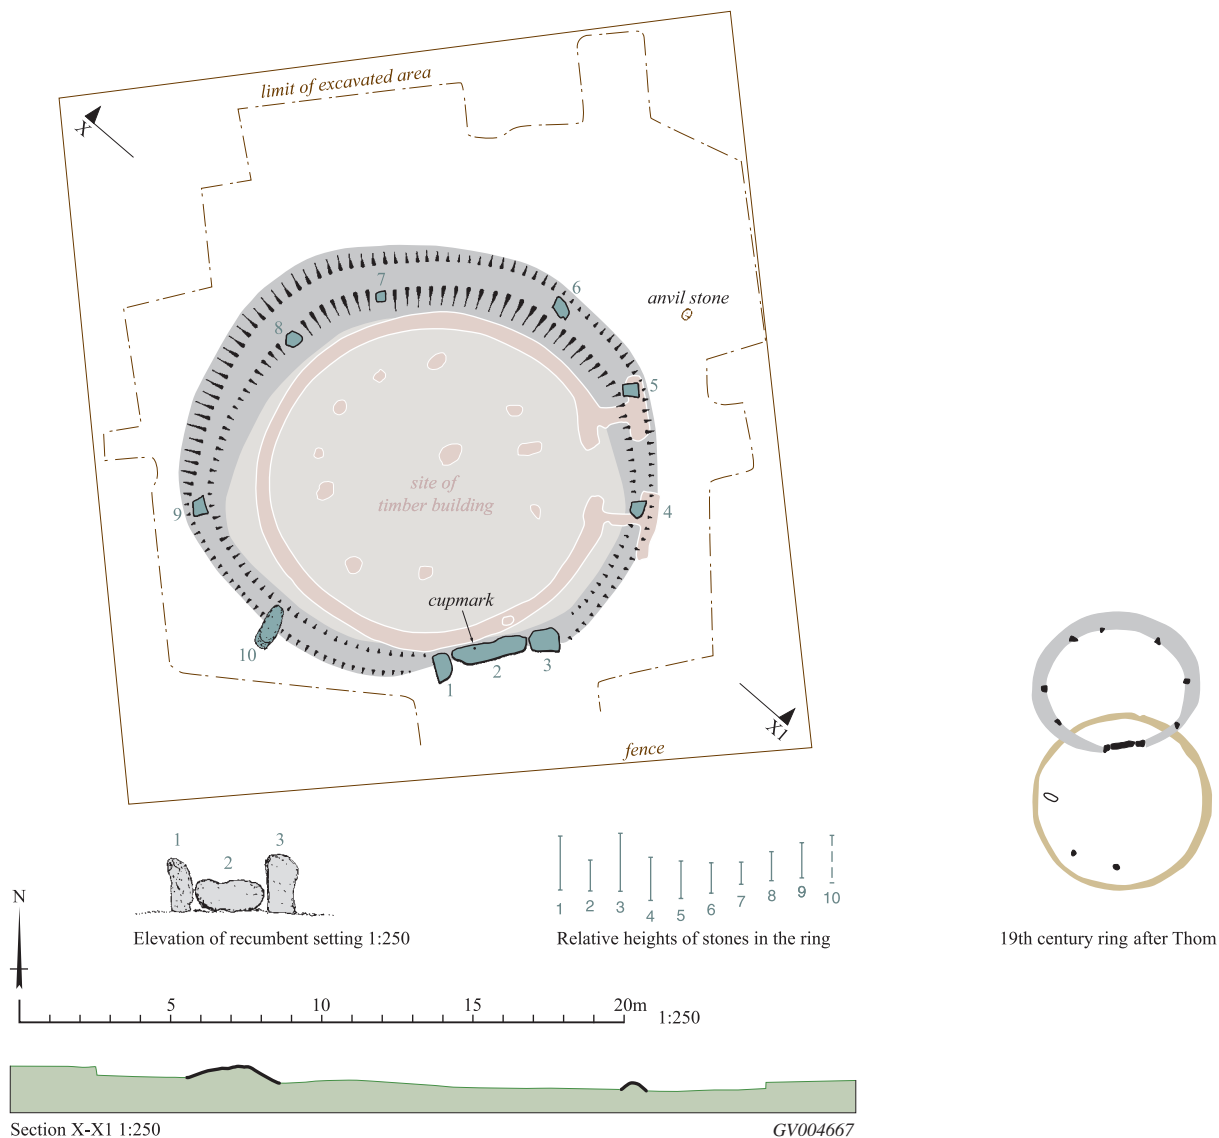 limit of excavated area
X
7
6
anvil stone
8
5
site of
timber building
9
4
cupmark
10
3
2
1
X1
fence
1
2
3
1
2
3
4
5
6
7
8
9
10
N
Elevation of recumbent setting 1:250
Relative heights of stones in the ring
19th century ring after Thom
5
10
15
20m
1:250
Section X-X1 1:250
GV004667